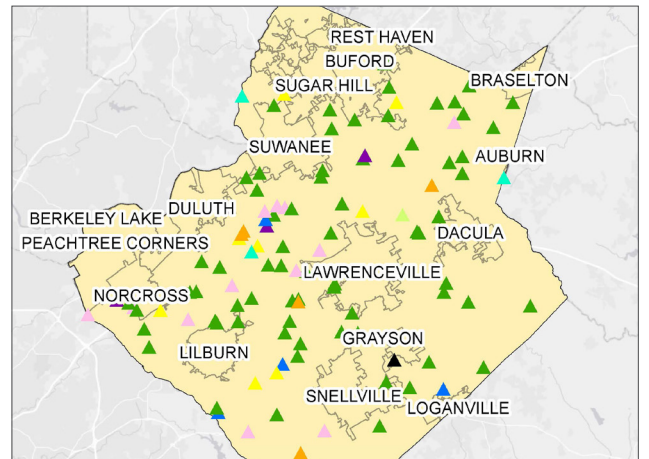 REST HAVEN
BUFORD
BRASELTON
SUGAR HILL
SUWANEE
AUBURN
DULUTH
BERKELEY LAKE
DACULA
PEACHTREE CORNERS
LAWRENCEVILLE
NORCROSS
GRAYSON
LILBURN
SNELLVILLE
LOGANVILLE